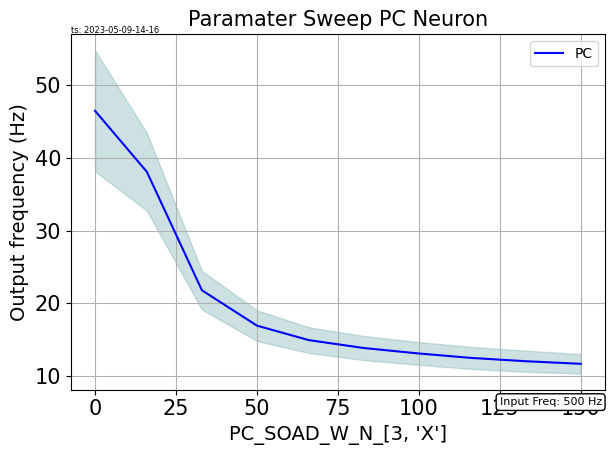 Paramater Sweep PC Neuron
ts: 2023-05-09-14-16
PC
Output frequency (Hz)
50
40
30
20
10
0
25
50
75
100
125
150
Input Freq: 500 Hz
PC_SOAD_W_N_[3, 'X']